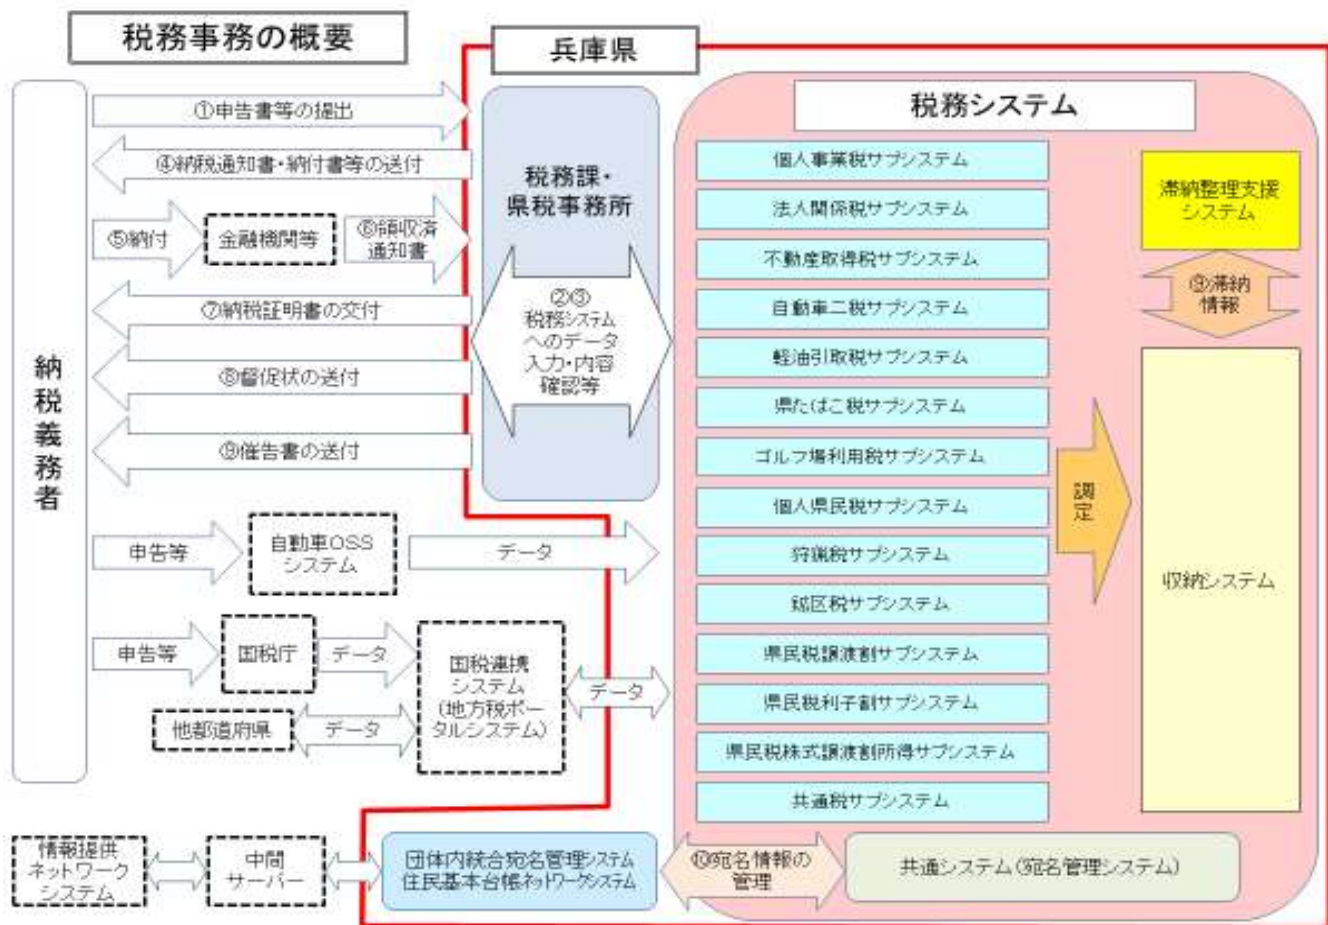 税務事務の概要
兵庫県
納税義務者
①申告書等の提出
④納税通知書・納付書等の送付
⑤納付
金融機関等
⑥領収済
通知書
⑦納税証明書の交付
⑧督促状の送付
⑨催告書の送付
税務課・
県税事務所
②③
税務システム
へのデータ
入力・内容
確認等
申告等
自動車OSS
システム
データ
申告等
国税庁
データ
国税連携
システム
(地方税ポー
タルシステム)
データ
他都道府県
データ
税務システム
個人事業税サブシステム
法人関係税サブシステム
不動産取得税サブシステム
自動車二税サブシステム
軽油引取税サブシステム
県たばこ税サブシステム
ゴルフ場利用税サブシステム
個人県民税サブシステム
狩猟税サブシステム
鉱区税サブシステム
県民税譲渡割サブシステム
県民税利子割サブシステム
県民税株式譲渡割所得サブシステム
共通税サブシステム
調定
滞納整理支援
システム
⑨滞納
情報
収納システム
情報提供
ネットワーク
システム
中間
サーバー
団体内統合宛名管理システム
住民基本台帳ネットワークシステム
⑩宛名情報の
管理
共通システム(宛名管理システム)